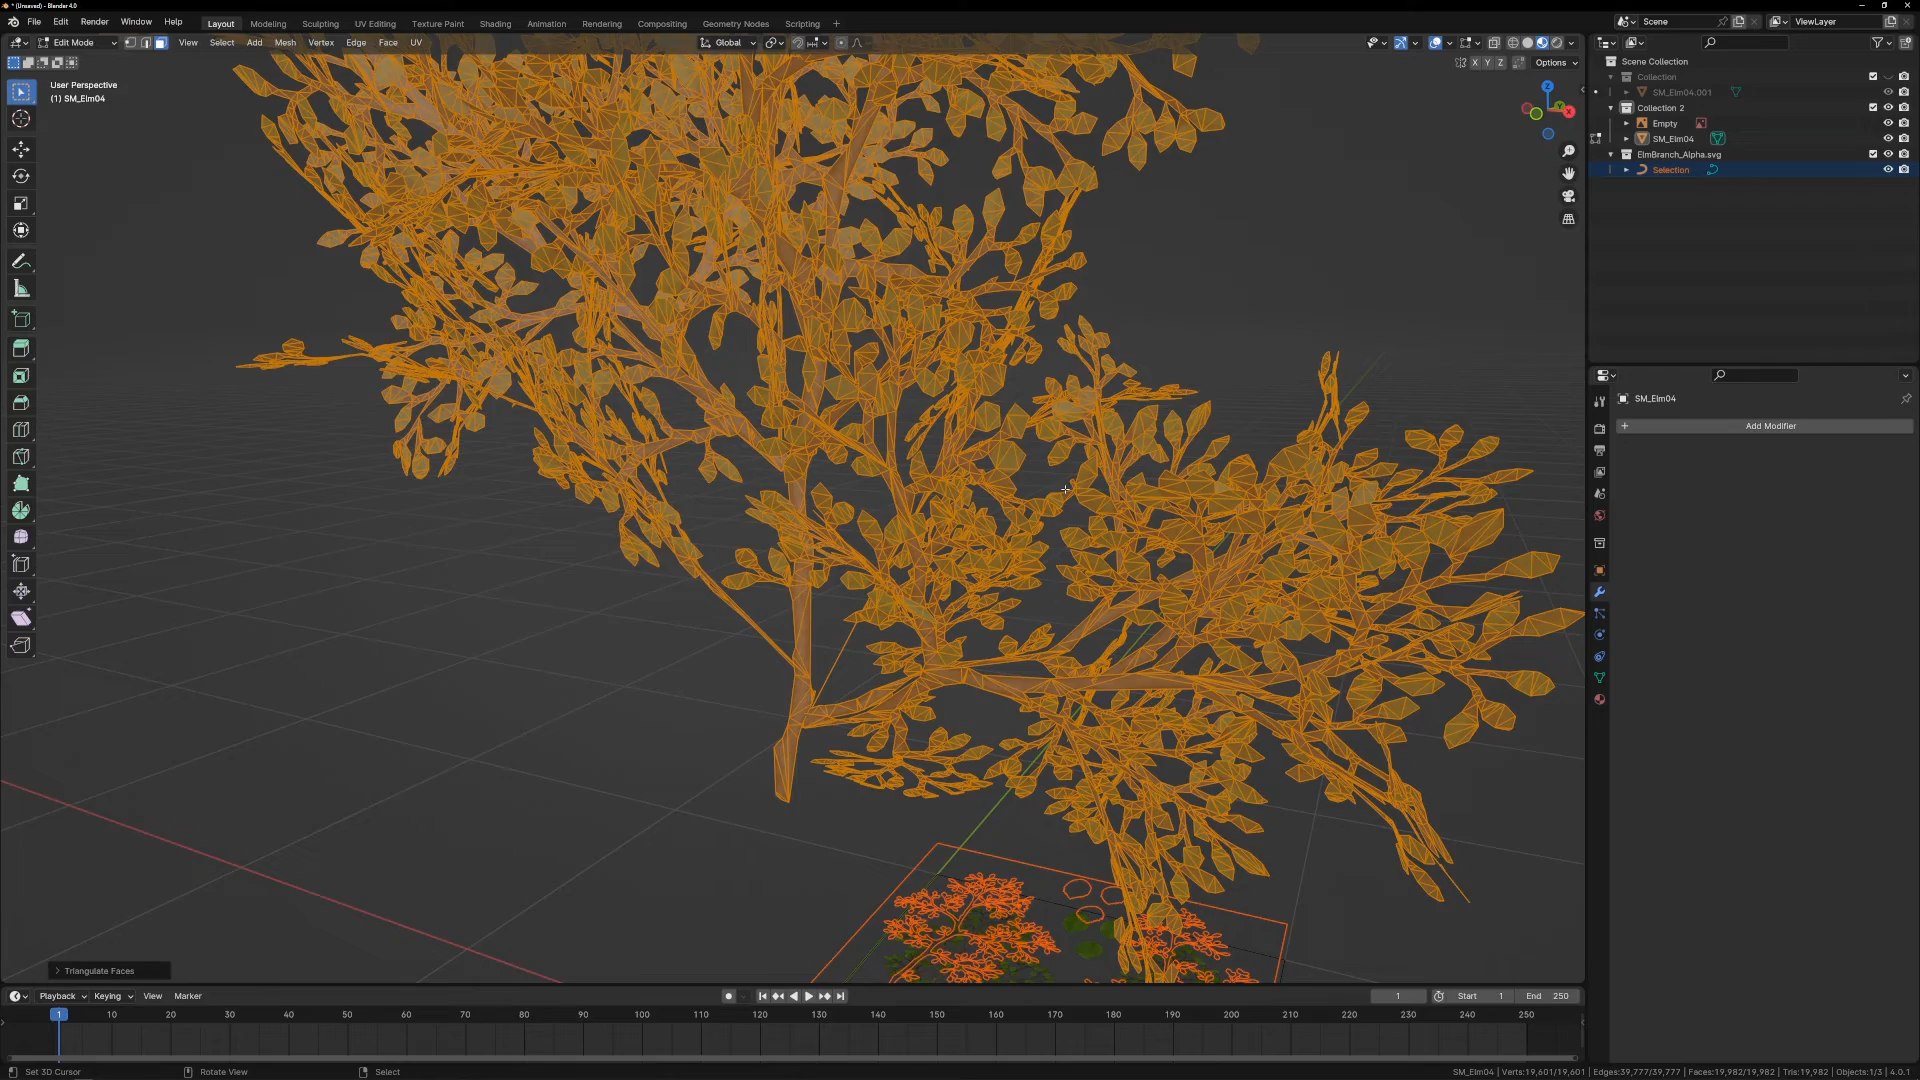 * (Unsaved) - Blender 4.0
File Edit Render Window Help Layout Modeling Sculpting UV Editing Texture Paint Shading Animation Rendering Compositing Geometry Nodes Scripting + Scene ViewLayer
Edit Mode View Select Add Mesh Vertex Edge Face UV Global
X Y Z Options
User Perspective
(1) SM_Elm04
Z
Y
X
Scene Collection
Collection
SM_Elm04.001
Collection 2
Empty
SM_Elm04
ElmBranch_Alpha.svg
Selection
SM_Elm04
+ Add Modifier
> Triangulate Faces
Playback Keying View Marker 1 Start 1 End 250
1 10 20 30 40 50 60 70 80 90 100 110 120 130 140 150 160 170 180 190 200 210 220 230 240 250
Set 3D Cursor Rotate View Select SM_Elm04 | Verts:19,601/19,601 | Edges:39,777/39,777 | Faces:19,982/19,982 | Tris:19,982 | Objects:1/3 | 4.0.1